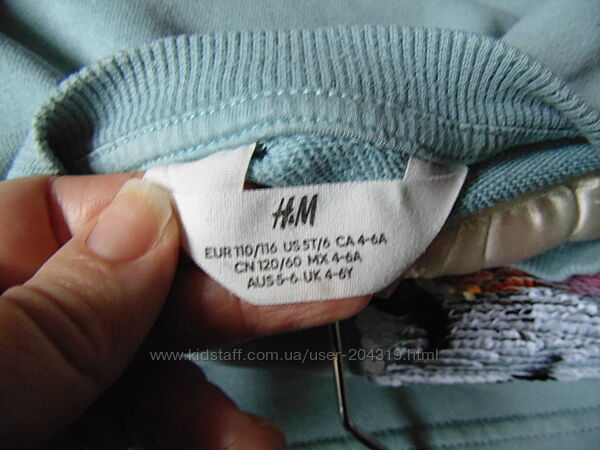 H&M
EUR 110/116 US 5T/6 CA 4-6A
CN 120/60 MX 4-6A
AUS 5-6 UK 4-6Y
www.kidstaff.com.ua/user-204319.html